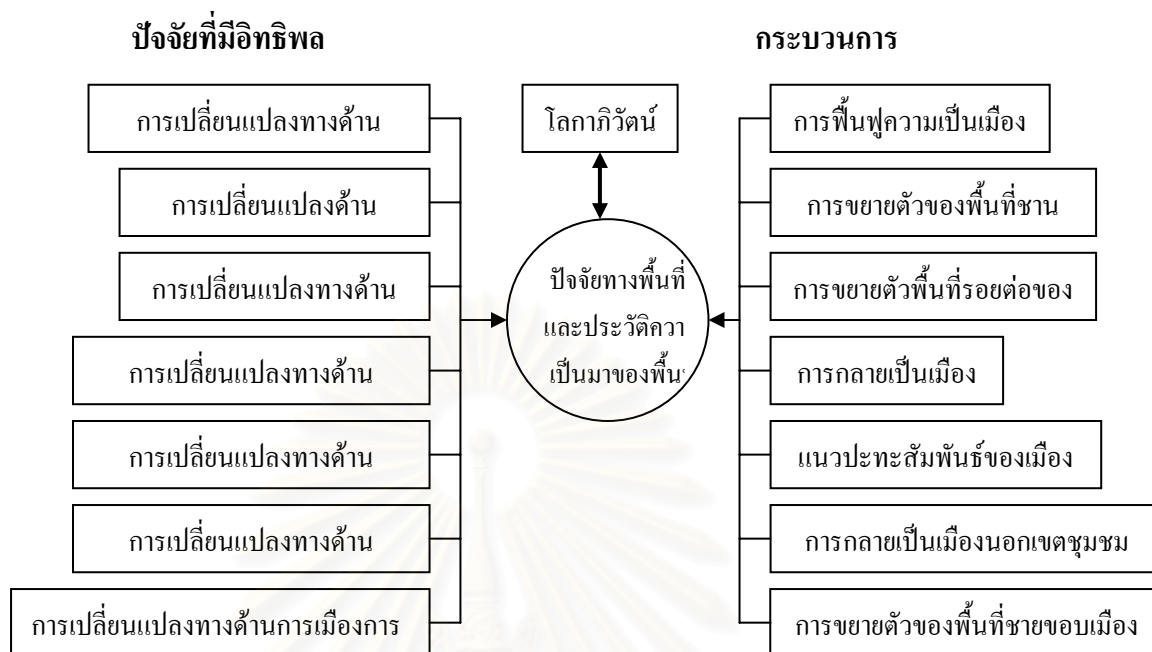 ปัจจัยที่มีอิทธิพล
กระบวนการ
การเปลี่ยนแปลงทางด้าน
การเปลี่ยนแปลงด้าน
การเปลี่ยนแปลงทางด้าน
การเปลี่ยนแปลงทางด้าน
การเปลี่ยนแปลงทางด้าน
การเปลี่ยนแปลงทางด้าน
การเปลี่ยนแปลงทางด้านการเมืองการ
โลกาภิวัตน์
ปัจจัยทางพื้นที่
และประวัติควา
เป็นมาของพื้น
การฟื้นฟูความเป็นเมือง
การขยายตัวของพื้นที่ชาน
การขยายตัวพื้นที่รอยต่อของ
การกลายเป็นเมือง
แนวปะทะสัมพันธ์ของเมือง
การกลายเป็นเมืองนอกเขตชุมชม
การขยายตัวของพื้นที่ชายขอบเมือง